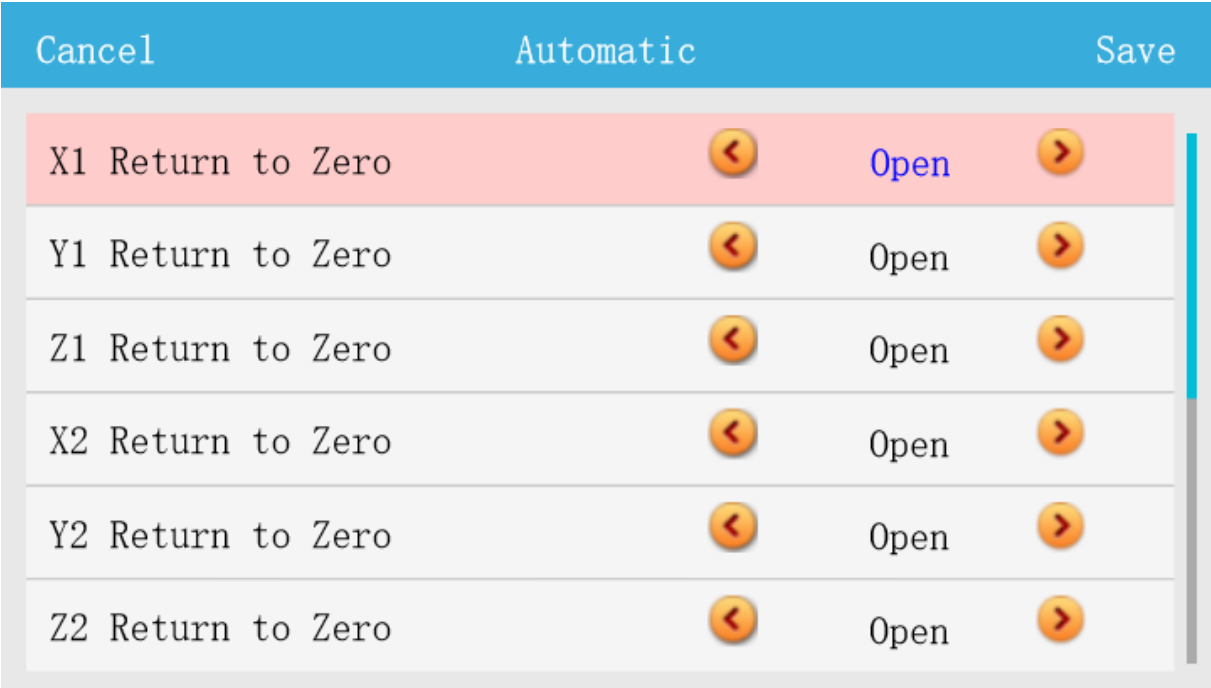 Cancel Automatic Save
X1 Return to Zero Open
Y1 Return to Zero Open
Z1 Return to Zero Open
X2 Return to Zero Open
Y2 Return to Zero Open
Z2 Return to Zero Open